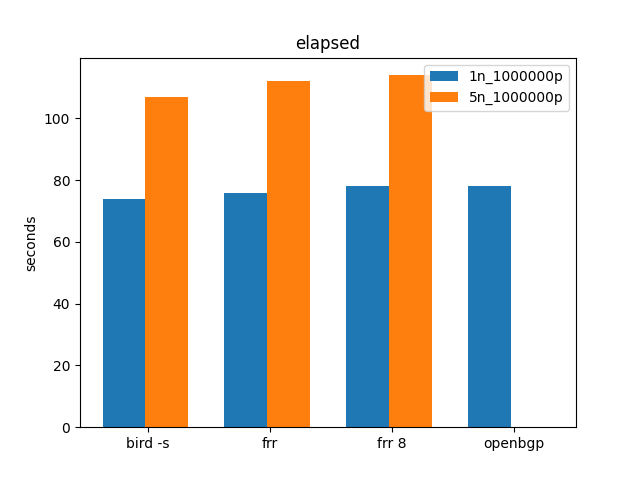 elapsed
1n_1000000p
5n_1000000p
seconds
100
80
60
40
20
0
bird -s
frr
frr 8
openbgp